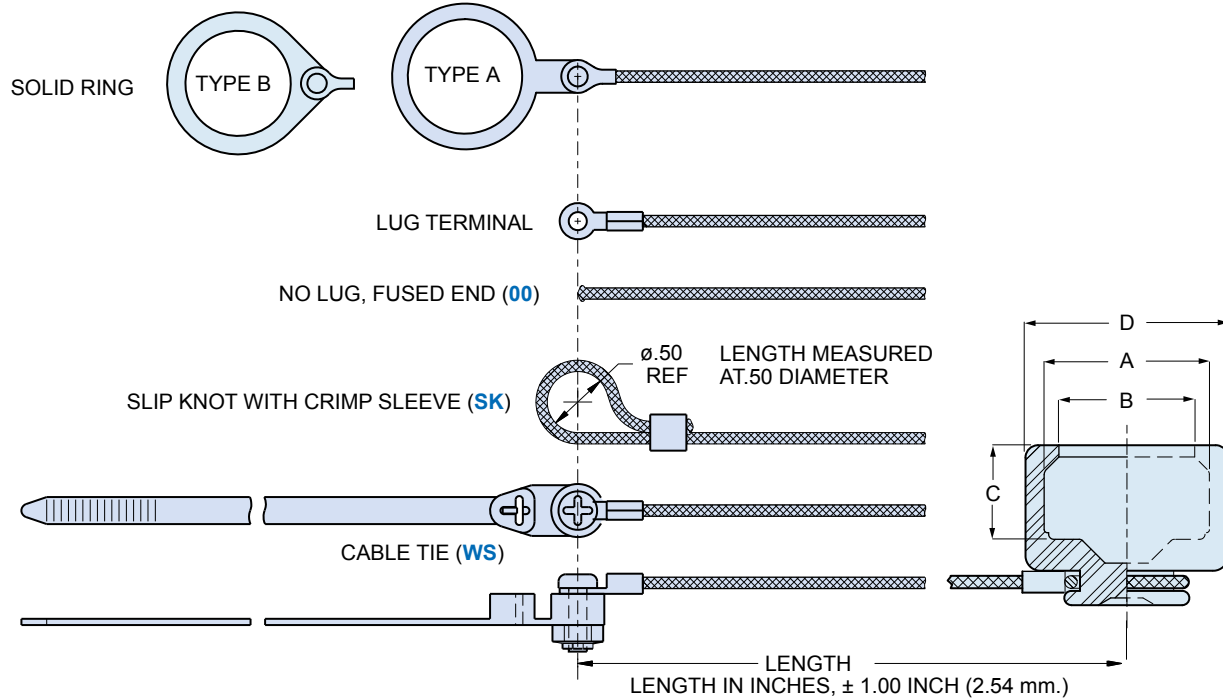 SOLID RING
TYPE B
TYPE A
LUG TERMINAL
NO LUG, FUSED END (00)
ø.50
REF
LENGTH MEASURED
AT.50 DIAMETER
SLIP KNOT WITH CRIMP SLEEVE (SK)
D
A
B
C
CABLE TIE (WS)
LENGTH
LENGTH IN INCHES, ± 1.00 INCH (2.54 mm.)